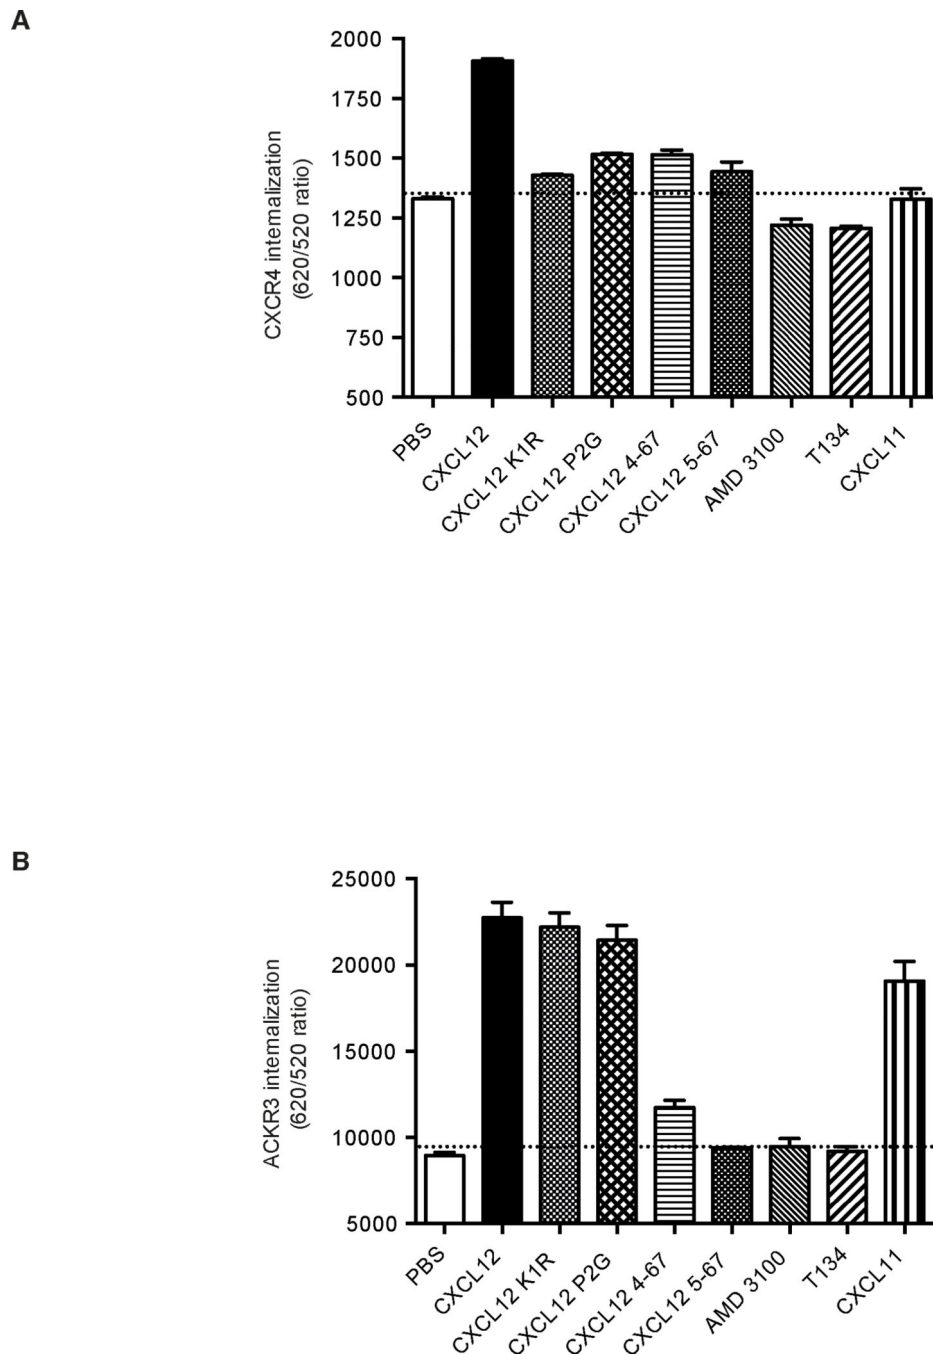 A
CXCR4 internalization
(620/520 ratio)
2000
1750
1500
1250
1000
750
500
PBS
CXCL12
CXCL12 K1R
CXCL12 P2G
CXCL12 4-67
CXCL12 5-67
AMD 3100
T134
CXCL11
B
ACKR3 internalization
(620/520 ratio)
25000
20000
15000
10000
5000
PBS
CXCL12
CXCL12 K1R
CXCL12 P2G
CXCL12 4-67
CXCL12 5-67
AMD 3100
T134
CXCL11